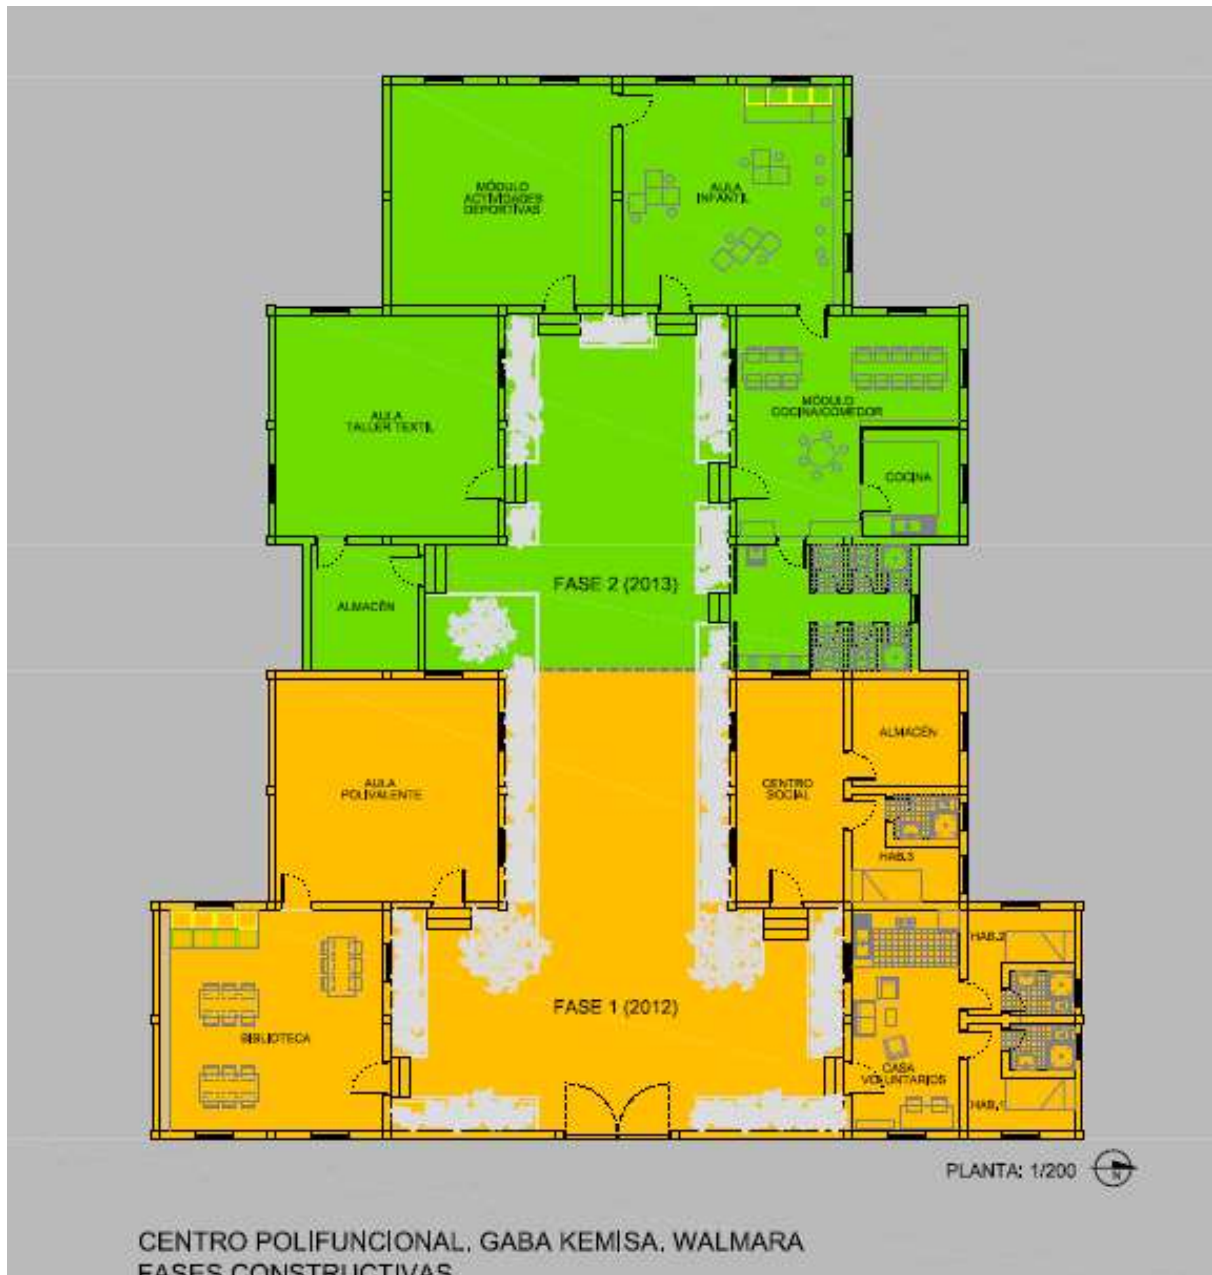 MÓDULO
ACTIVIDADES
DEPORTIVAS
AULA
INFANTIL
AULA
TALLER TEXTIL
MÓDULO
COCINA/COMEDOR
COCINA
FASE 2 (2013)
ALMACÉN
AULA
POLIVALENTE
CENTRO
SOCIAL
ALMACÉN
HAB.3
HAB.2
FASE 1 (2012)
BIBLIOTECA
CASA
VOLUNTARIOS
HAB.1
PLANTA: 1/200
N
CENTRO POLIFUNCIONAL. GABA KEMISA. WALMARA
FASES CONSTRUCTIVAS